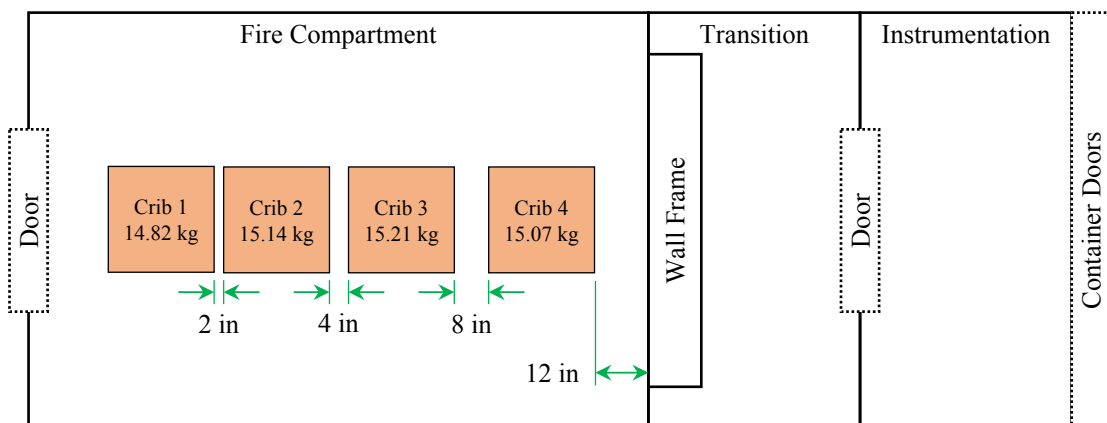 Fire Compartment
Transition
Instrumentation
Door
Crib 1
14.82 kg
Crib 2
15.14 kg
Crib 3
15.21 kg
Crib 4
15.07 kg
Wall Frame
Door
Container Doors
2 in
4 in
8 in
12 in